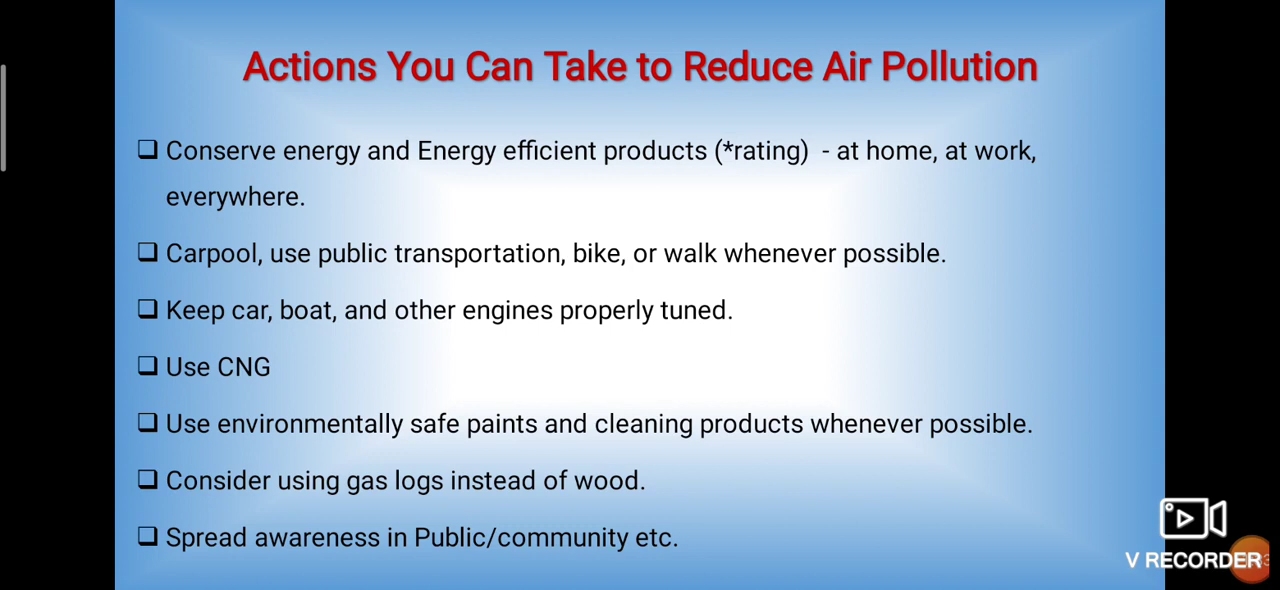 Actions You Can Take to Reduce Air Pollution
❑ Conserve energy and Energy efficient products (*rating)  - at home, at work,
everywhere.
❑ Carpool, use public transportation, bike, or walk whenever possible.
❑ Keep car, boat, and other engines properly tuned.
❑ Use CNG
❑ Use environmentally safe paints and cleaning products whenever possible.
❑ Consider using gas logs instead of wood.
❑ Spread awareness in Public/community etc.
V RECORDER